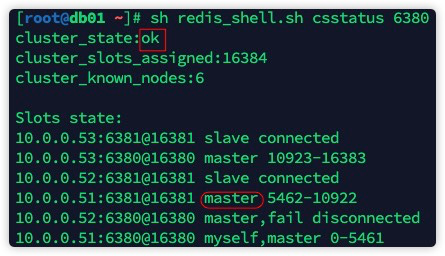 [root@db01 ~]# sh redis_shell.sh csstatus 6380
cluster_state:ok
cluster_slots_assigned:16384
cluster_known_nodes:6
Slots state:
10.0.0.53:6381@16381 slave connected
10.0.0.53:6380@16380 master 10923-16383
10.0.0.52:6381@16381 slave connected
10.0.0.51:6381@16381 master 5462-10922
10.0.0.52:6380@16380 master,fail disconnected
10.0.0.51:6380@16380 myself,master 0-5461